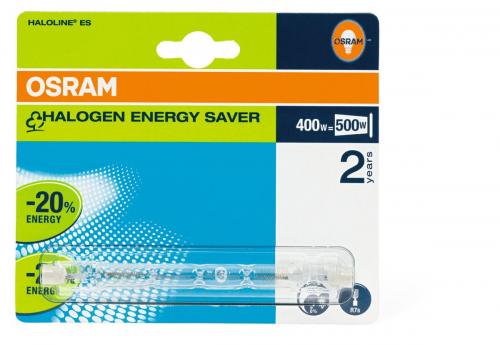 HALOLINE® ES
OSRAM
OSRAM
HALOGEN ENERGY SAVER
400W=500W
2 years
-20%
ENERGY
ENERGY
R7s